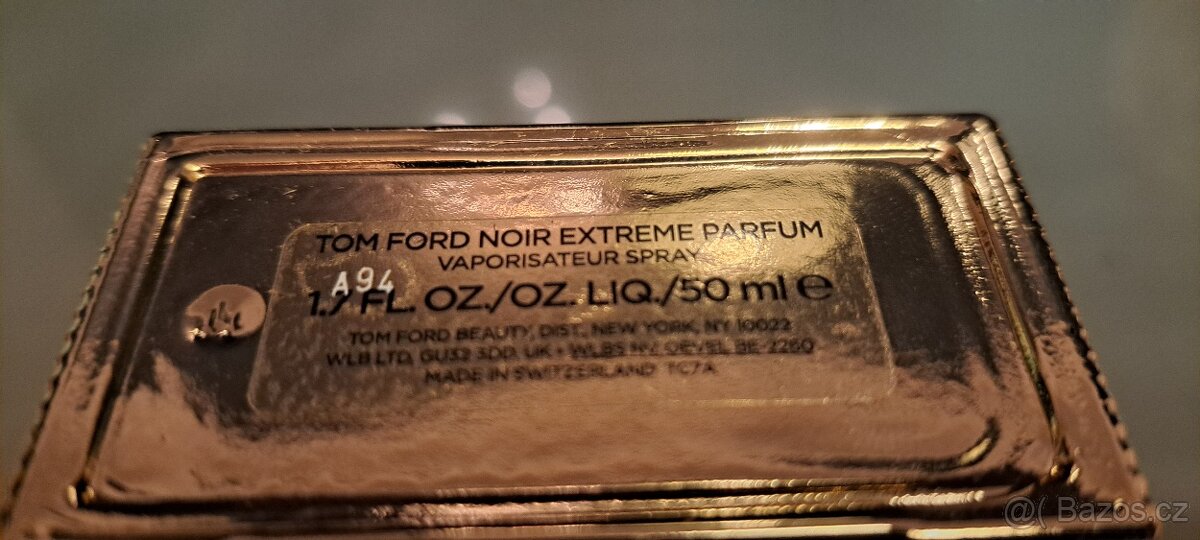 TOM FORD NOIR EXTREME PARFUM
VAPORISATEUR SPRAY
A94
1.7 FL. OZ./OZ. LIQ./50 ml ℮
TOM FORD BEAUTY, DIST. NEW YORK, NY 10022
WLB LTD, GU32 3DD, UK • WLBS NV, OEVEL BE-2260
MADE IN SWITZERLAND TC7A
@( Bazos.cz